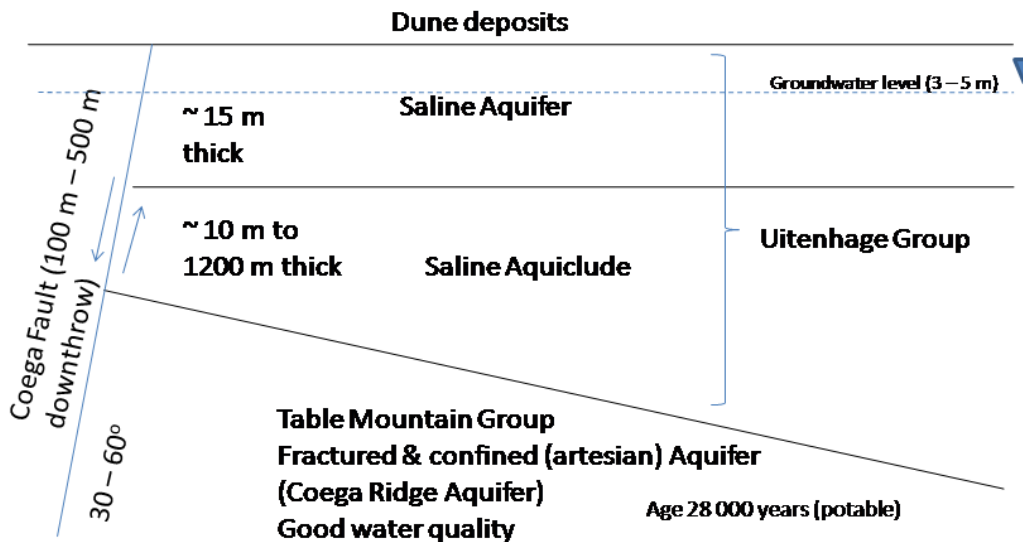 Dune deposits
Groundwater level (3 – 5 m)
Saline Aquifer
~ 15 m
thick
Coega Fault (100 m – 500 m
downthrow)
~ 10 m to
1200 m thick
Saline Aquiclude
Uitenhage Group
30 – 60°
Table Mountain Group
Fractured & confined (artesian) Aquifer
(Coega Ridge Aquifer)
Good water quality
Age 28 000 years (potable)